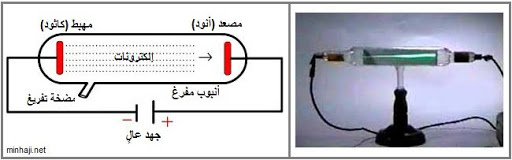 مصعد (أنود)
مهبط (كاثود)
إلكترونات →
أنبوب مفرغ
مضخة تفريغ
− +
جهد عالٍ
minhaji.net